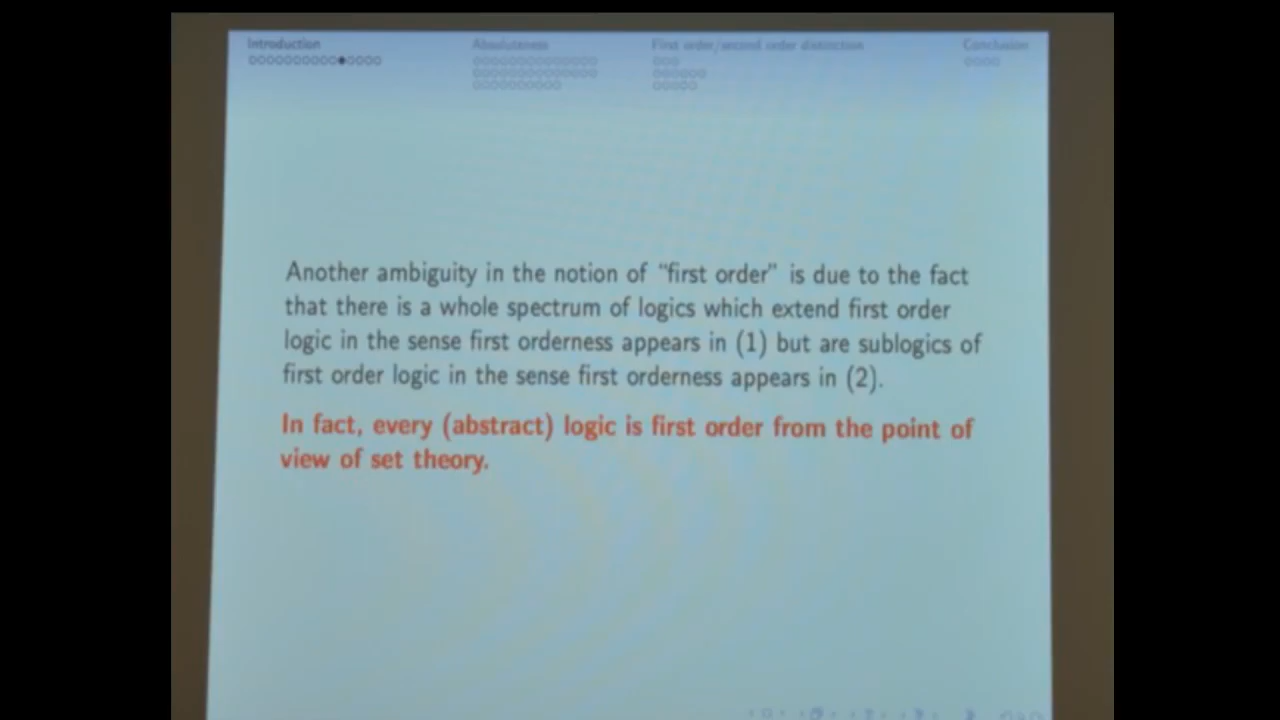 Introduction
Absoluteness
First order/second order distinction
Conclusion
Another ambiguity in the notion of "first order" is due to the fact
that there is a whole spectrum of logics which extend first order
logic in the sense first orderness appears in (1) but are sublogics of
first order logic in the sense first orderness appears in (2).
In fact, every (abstract) logic is first order from the point of
view of set theory.